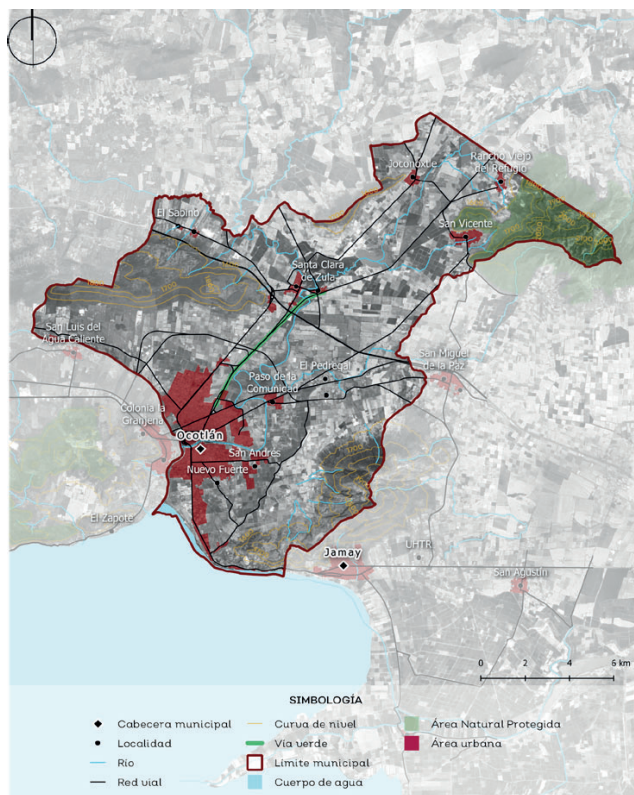 Joconoxtle
Rancho Viejo
del Refugio
El Sabino
San Vicente
1700
Santa Clara
de Zula
San Luis del
Agua Caliente
San Miguel
de la Paz
El Pedregal
Paso de la
Comunidad
Colonia la
Granjena
Ocotlán
San Andres
Nuevo Fuerte
El Zapote
Jamay
LHTR
San Agustín
0 2 4 6 km
SIMBOLOGÍA
Cabecera municipal
Localidad
Río
Red vial
Curva de nivel
Vía verde
Límite municipal
Cuerpo de agua
Área Natural Protegida
Área urbana